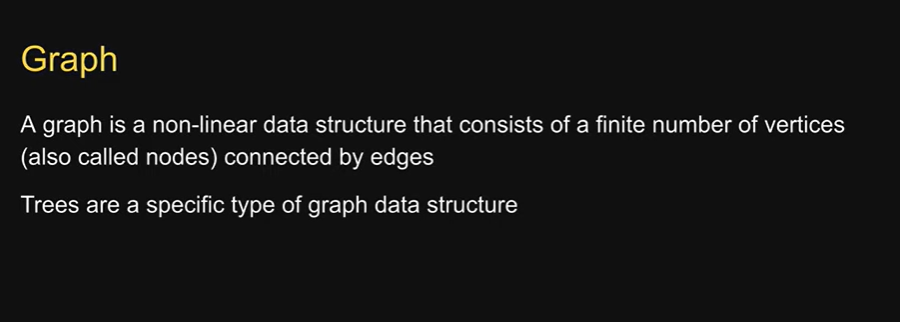 Graph
A graph is a non-linear data structure that consists of a finite number of vertices
(also called nodes) connected by edges
Trees are a specific type of graph data structure